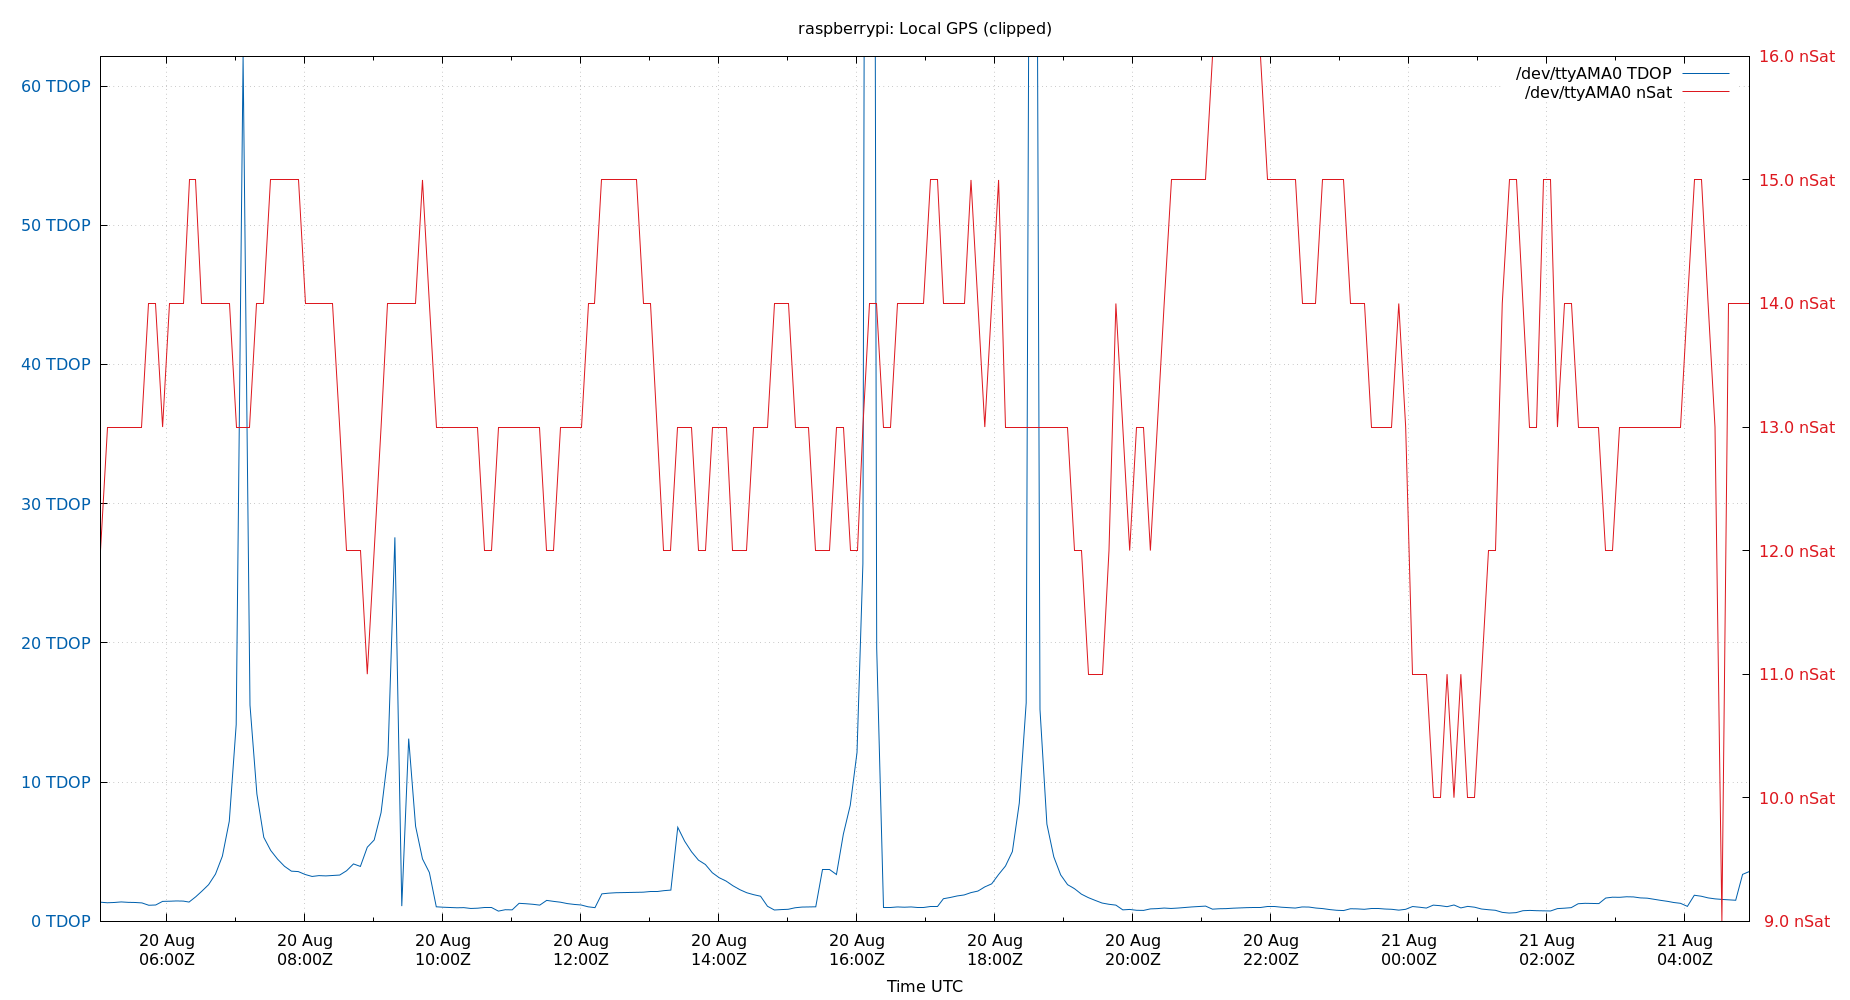 raspberrypi: Local GPS (clipped)
/dev/ttyAMA0 TDOP
/dev/ttyAMA0 nSat
60 TDOP
50 TDOP
40 TDOP
30 TDOP
20 TDOP
10 TDOP
0 TDOP
16.0 nSat
15.0 nSat
14.0 nSat
13.0 nSat
12.0 nSat
11.0 nSat
10.0 nSat
9.0 nSat
20 Aug
06:00Z
20 Aug
08:00Z
20 Aug
10:00Z
20 Aug
12:00Z
20 Aug
14:00Z
20 Aug
16:00Z
20 Aug
18:00Z
20 Aug
20:00Z
20 Aug
22:00Z
21 Aug
00:00Z
21 Aug
02:00Z
21 Aug
04:00Z
Time UTC